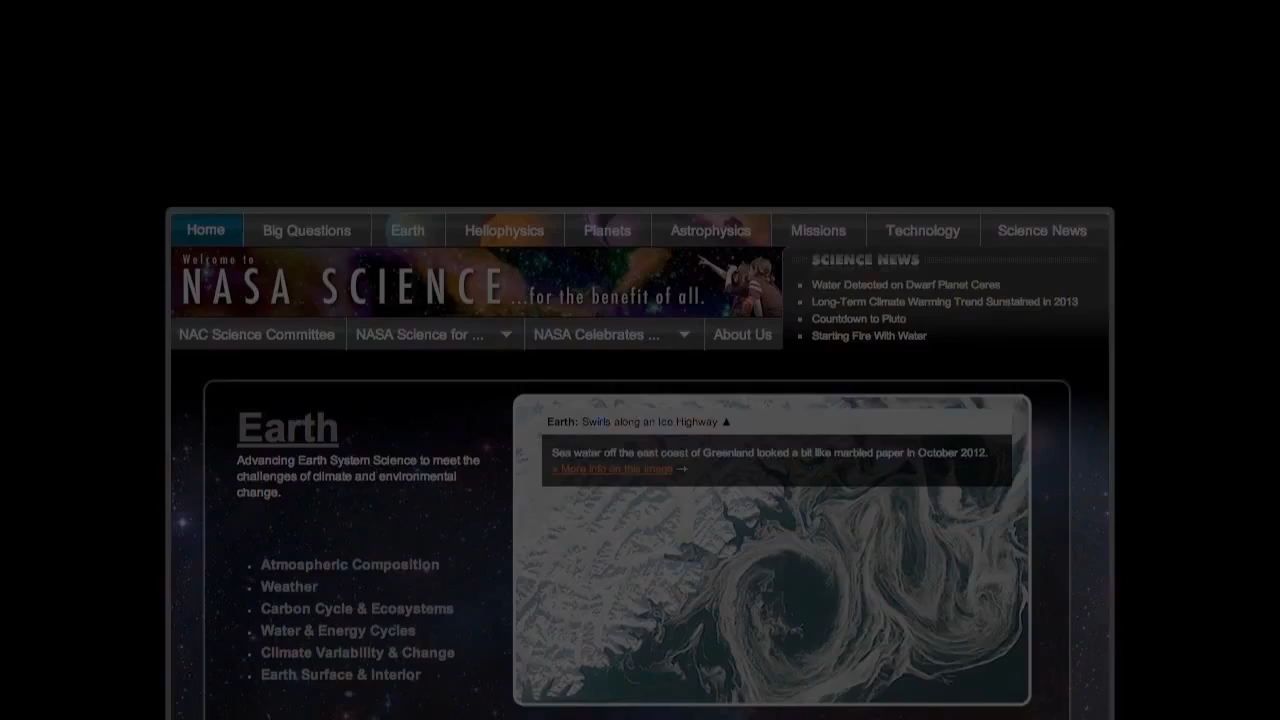 Home Big Questions Earth Heliophysics Planets Astrophysics Missions Technology Science News
Welcome to
NASA SCIENCE ...for the benefit of all.
SCIENCE NEWS
Water Detected on Dwarf Planet Ceres
Long-Term Climate Warming Trend Sunstained in 2013
Countdown to Pluto
Starting Fire With Water
NAC Science Committee NASA Science for ... NASA Celebrates ... About Us
Earth
Advancing Earth System Science to meet the
challenges of climate and environmental
change.
Atmospheric Composition
Weather
Carbon Cycle & Ecosystems
Water & Energy Cycles
Climate Variability & Change
Earth Surface & Interior
Earth: Swirls along an Ice Highway ▲
Sea water off the east coast of Greenland looked a bit like marbled paper in October 2012.
» More info on this image →